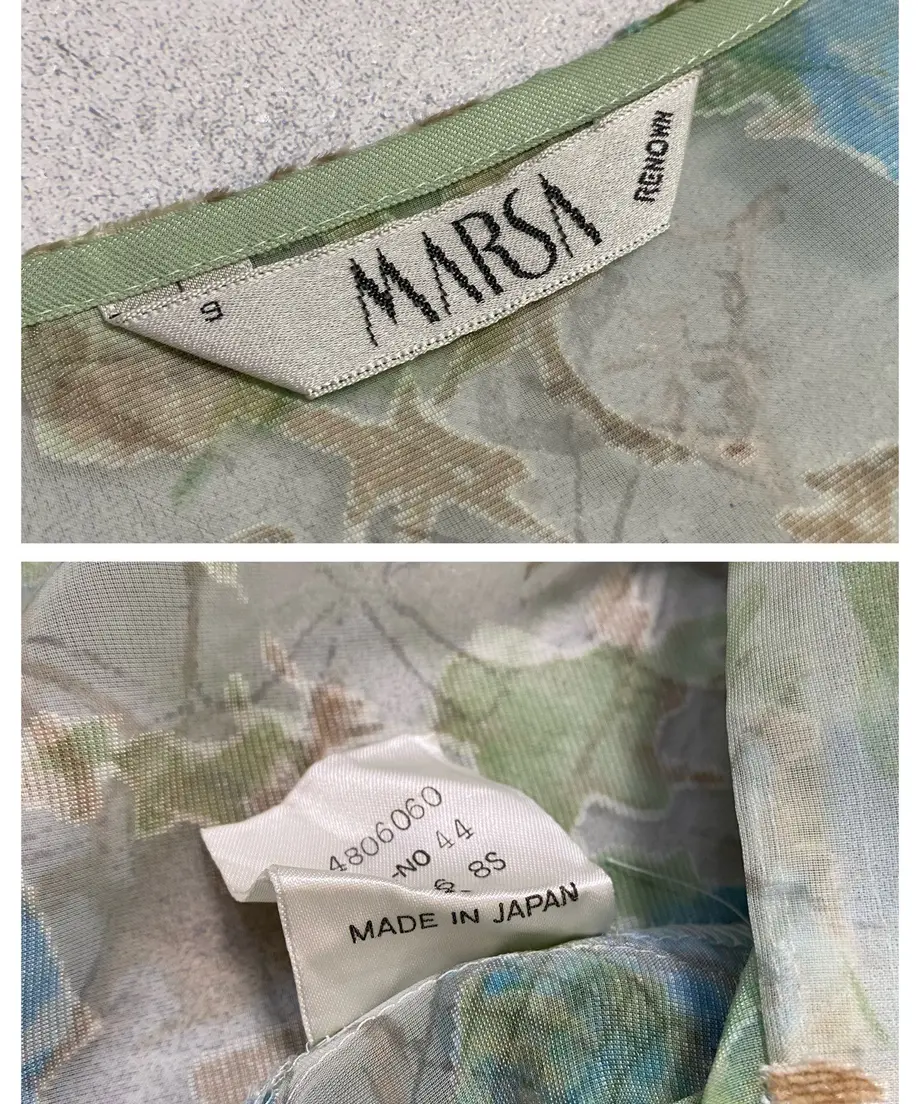 MARSA
RENOWN
9
4806060
-NO 44
8S
MADE IN JAPAN